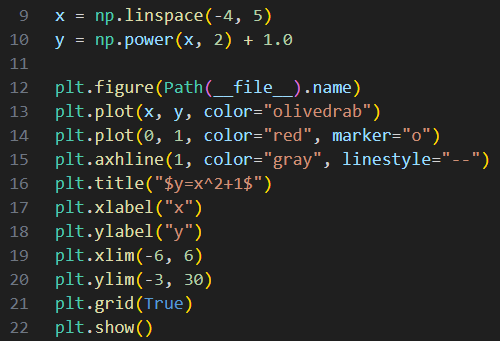 9 x = np.linspace(-4, 5)
10 y = np.power(x, 2) + 1.0
11
12 plt.figure(Path(__file__).name)
13 plt.plot(x, y, color="olivedrab")
14 plt.plot(0, 1, color="red", marker="o")
15 plt.axhline(1, color="gray", linestyle="--")
16 plt.title("$y=x^2+1$")
17 plt.xlabel("x")
18 plt.ylabel("y")
19 plt.xlim(-6, 6)
20 plt.ylim(-3, 30)
21 plt.grid(True)
22 plt.show()